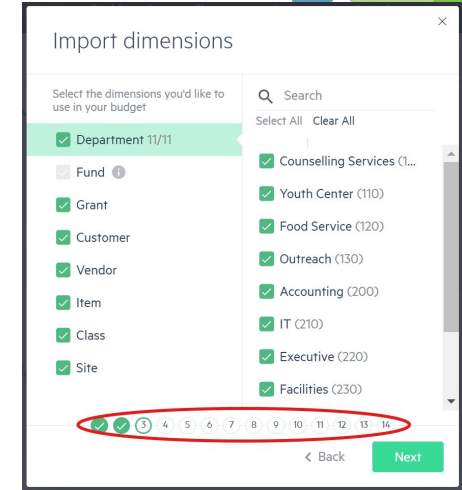 Import dimensions
Select the dimensions you'd like to
use in your budget
Department 11/11
Fund
Grant
Customer
Vendor
Item
Class
Site
Search
Select All Clear All
Counselling Services (1...
Youth Center (110)
Food Service (120)
Outreach (130)
Accounting (200)
IT (210)
Executive (220)
Facilities (230)
3 4 5 6 7 8 9 10 11 12 13 14
Back Next